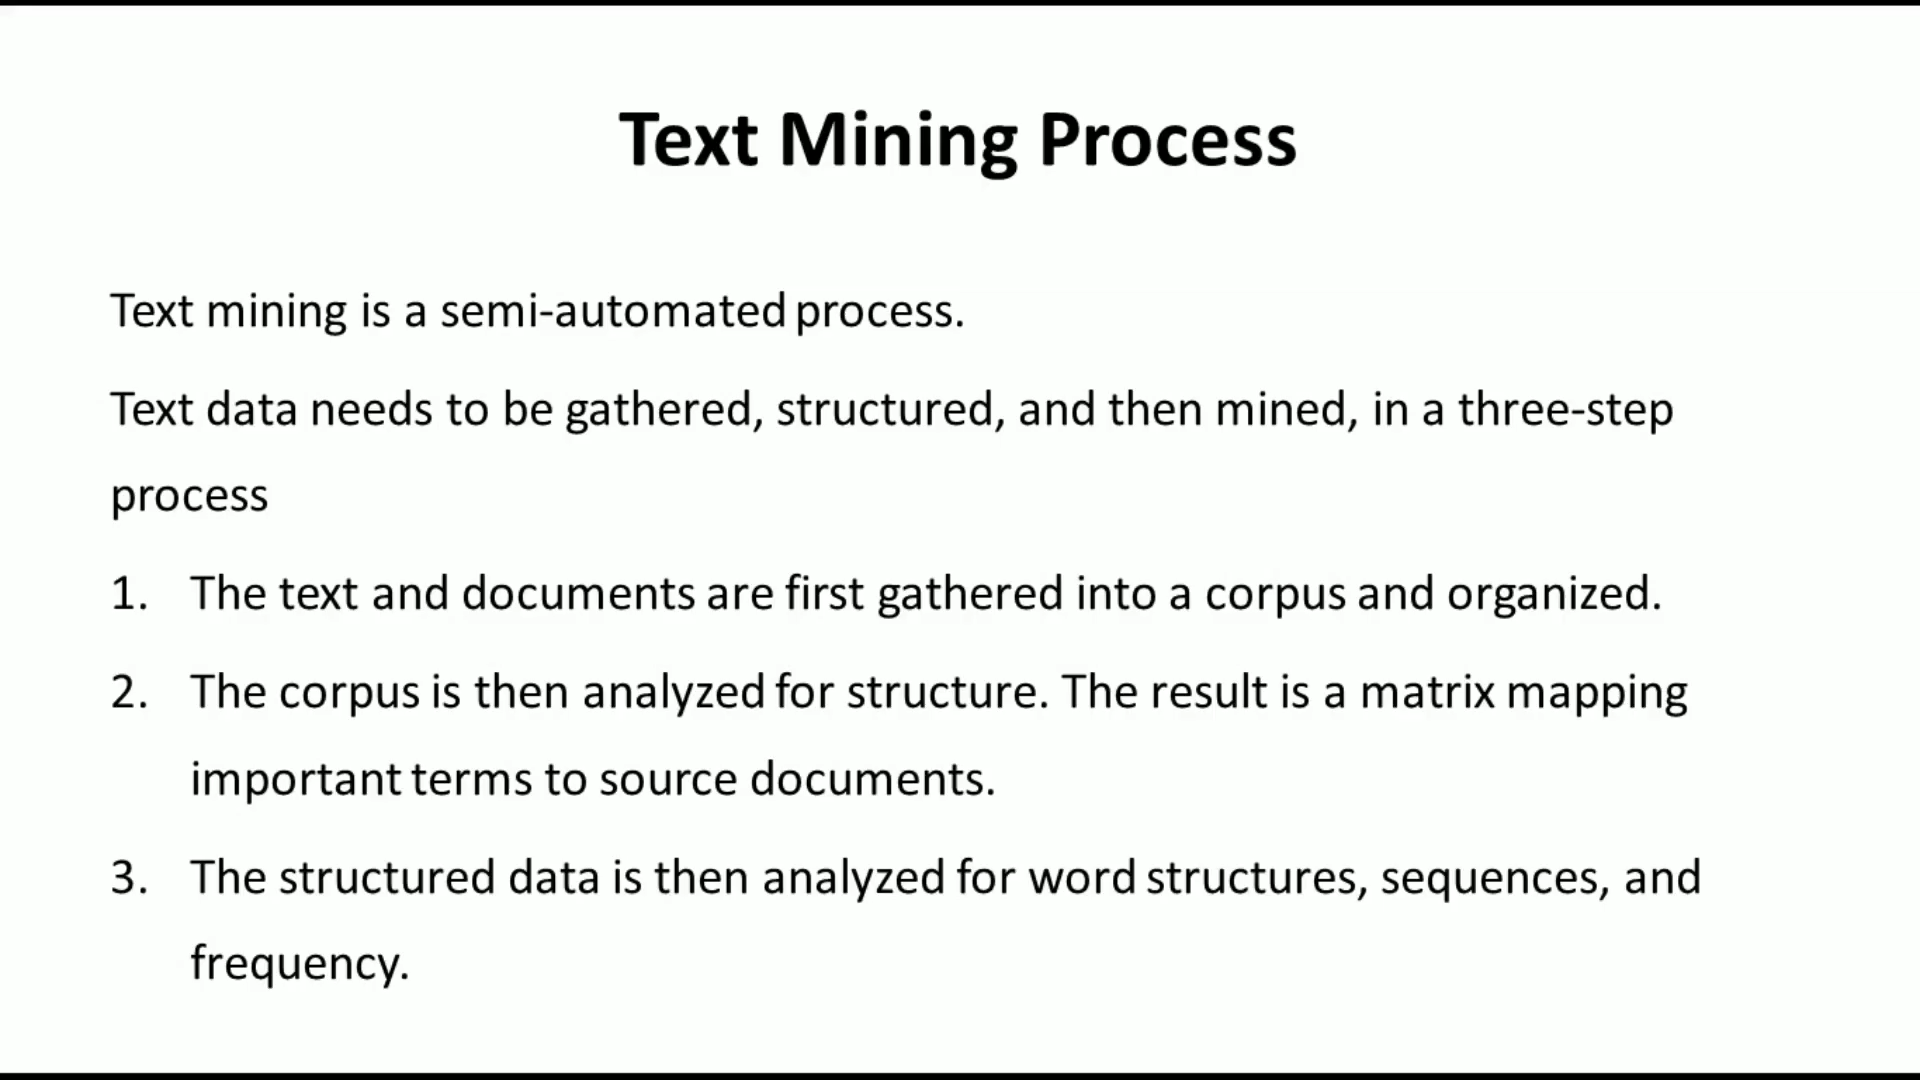 Text Mining Process
Text mining is a semi-automated process.
Text data needs to be gathered, structured, and then mined, in a three-step
process
1. The text and documents are first gathered into a corpus and organized.
2. The corpus is then analyzed for structure. The result is a matrix mapping
important terms to source documents.
3. The structured data is then analyzed for word structures, sequences, and
frequency.